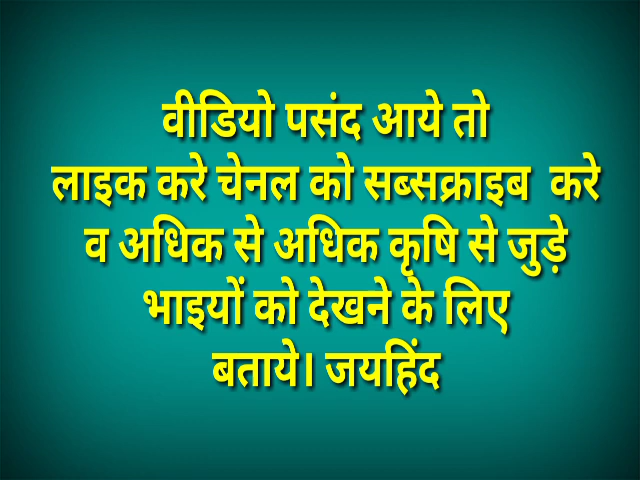 वीडियो पसंद आये तो
लाइक करे चेनल को सब्सक्राइब करे
व अधिक से अधिक कृषि से जुड़े
भाइयों को देखने के लिए
बताये। जयहिंद